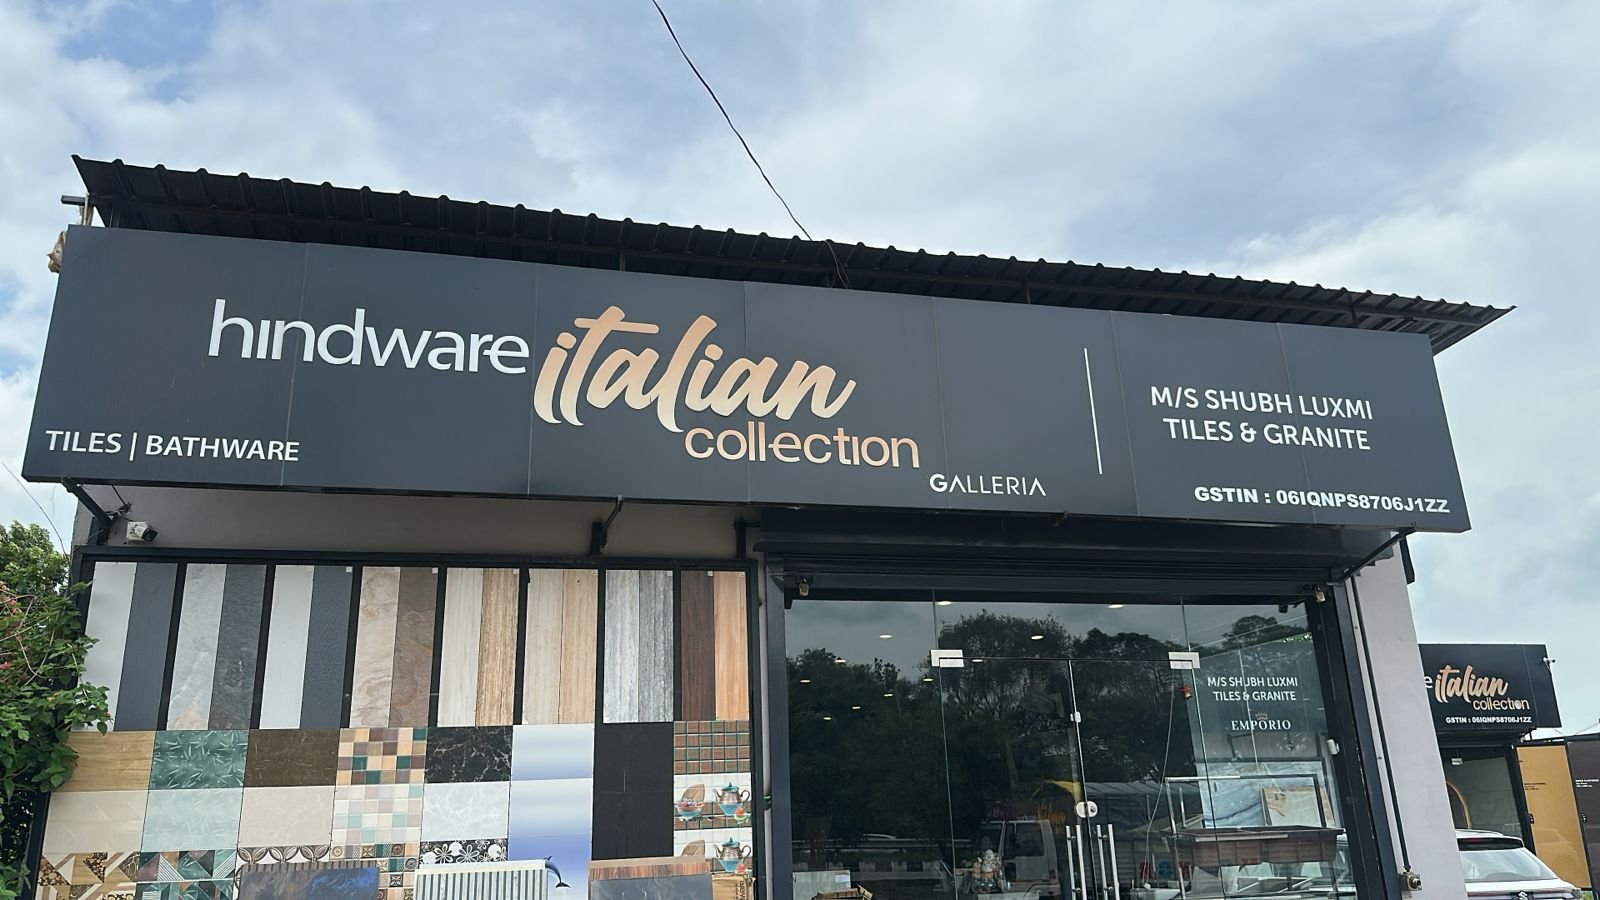 hindware italian
collection
GALLERIA
TILES | BATHWARE
M/S SHUBH LUXMI
TILES & GRANITE
GSTIN : 06IQNPS8706J1ZZ
M/S SHUBH LUXMI
TILES & GRANITE
EMPORIO
e italian
collection
GSTIN : 06IQNPS8706J1ZZ